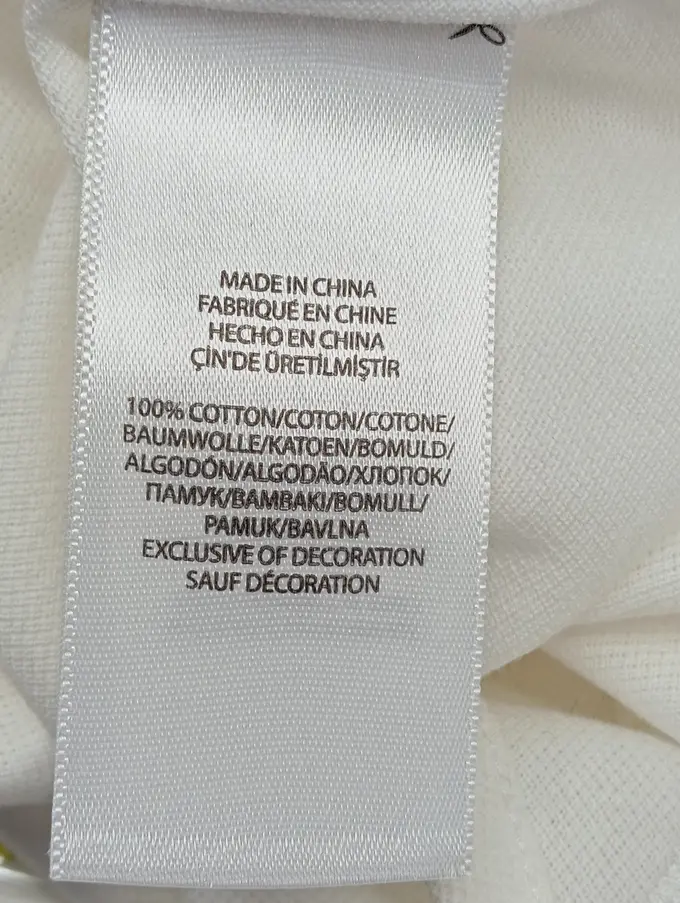 MADE IN CHINA
FABRIQUÉ EN CHINE
HECHO EN CHINA
ÇİN'DE ÜRETİLMİŞTİR
100% COTTON/COTON/COTONE/
BAUMWOLLE/KATOEN/BOMULD/
ALGODÓN/ALGODÃO/ХЛОПОК/
ПАМУК/BAMBAKI/BOMULL/
PAMUK/BAVLNA
EXCLUSIVE OF DECORATION
SAUF DÉCORATION